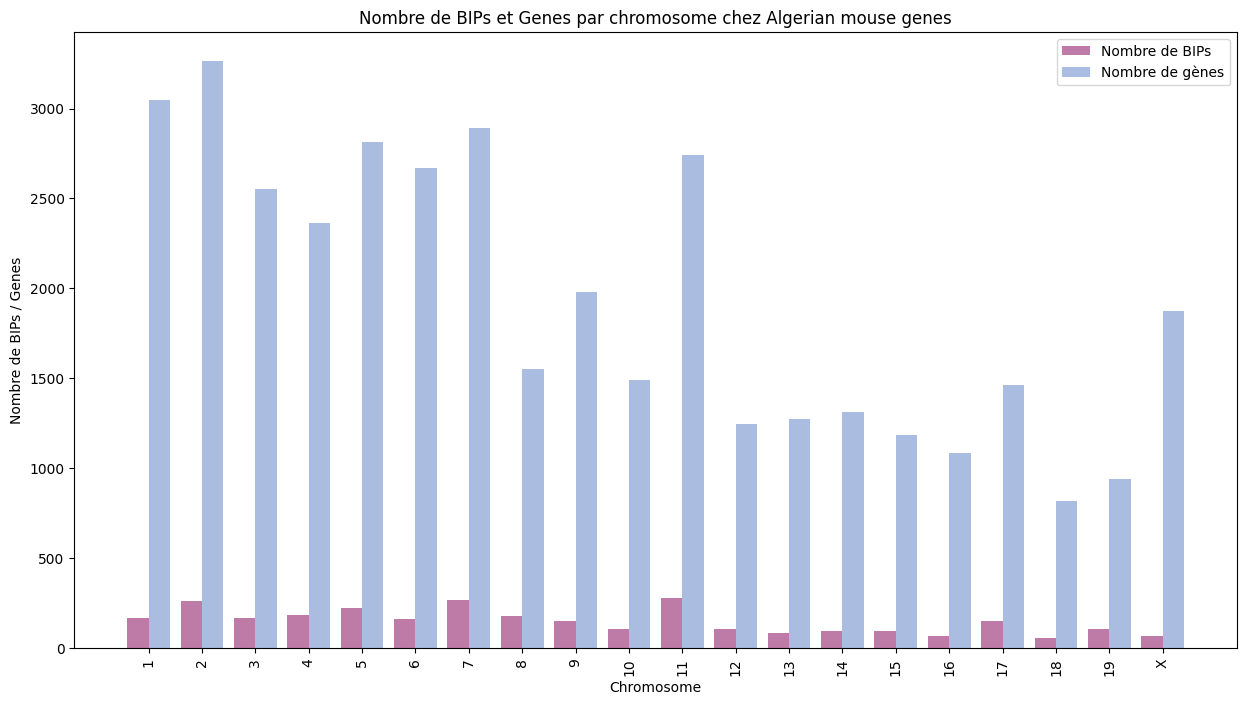 Nombre de BIPs et Genes par chromosome chez Algerian mouse genes
Nombre de BIPs
Nombre de gènes
Nombre de BIPs / Genes
3000
2500
2000
1500
1000
500
0
1 2 3 4 5 6 7 8 9 10 11 12 13 14 15 16 17 18 19 X
Chromosome